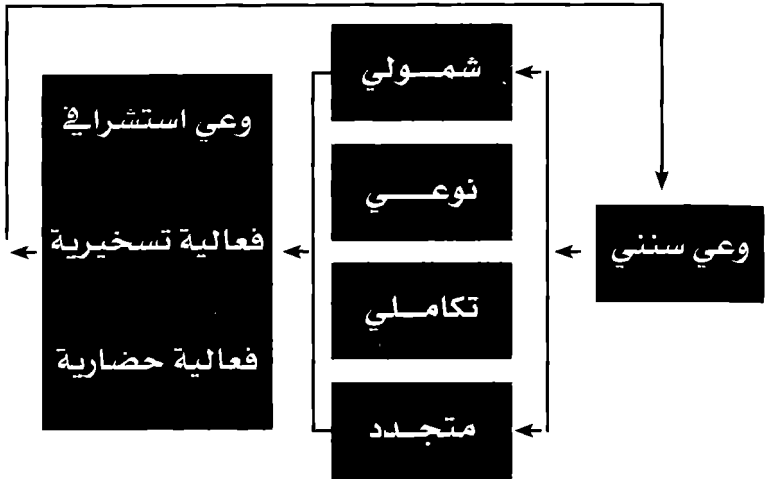 وعي سنني
شمولي
نوعي
تكاملي
متجدد
وعي استشرافي
فعالية تسخيرية
فعالية حضارية